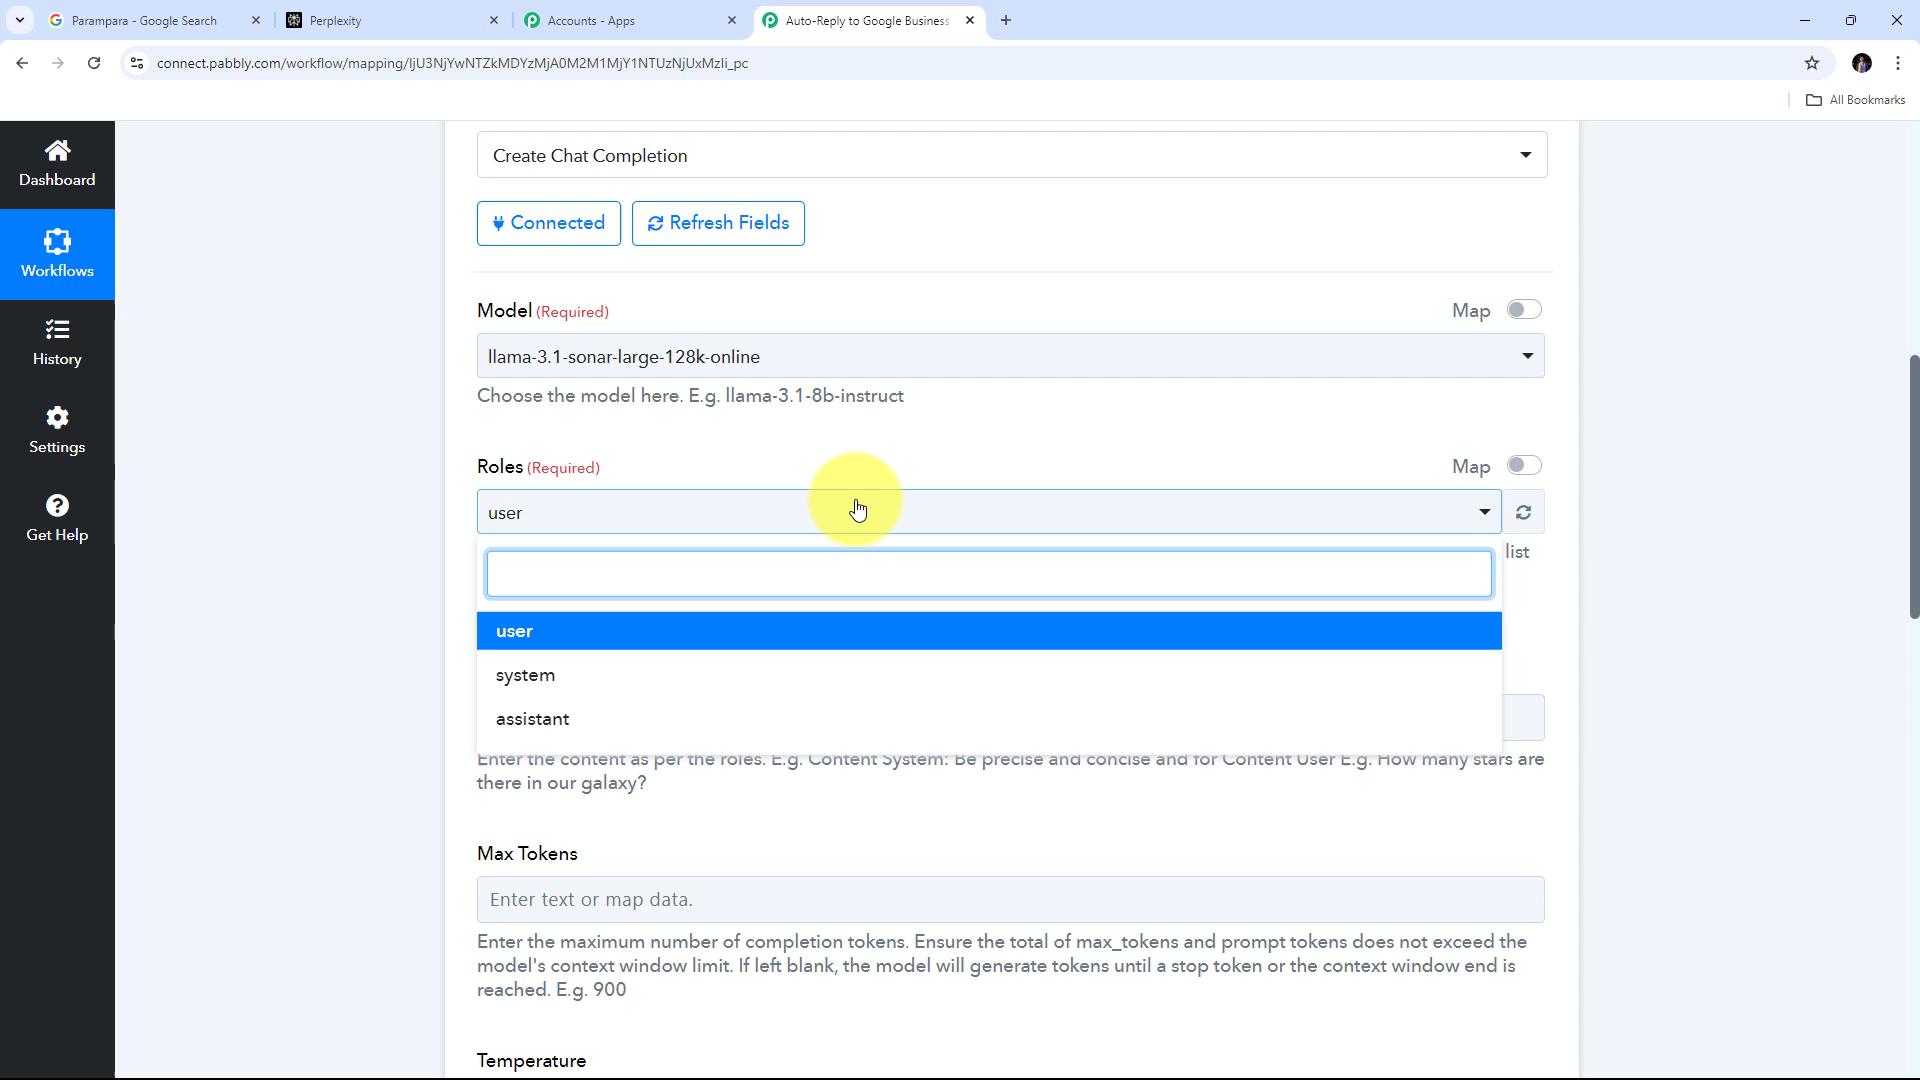 Parampara - Google Search
Perplexity
Accounts - Apps
Auto-Reply to Google Business
connect.pabbly.com/workflow/mapping/IjU3NjYwNTZkMDYzMjA0M2M1MjY1NTUzNjUxMzIi_pc
All Bookmarks
Dashboard
Workflows
History
Settings
Get Help
Create Chat Completion
Connected
Refresh Fields
Model (Required)
Map
llama-3.1-sonar-large-128k-online
Choose the model here. E.g. llama-3.1-8b-instruct
Roles (Required)
Map
user
list
user
system
assistant
Enter the content as per the roles. E.g. Content System: Be precise and concise and for Content User E.g. How many stars are
there in our galaxy?
Max Tokens
Enter text or map data.
Enter the maximum number of completion tokens. Ensure the total of max_tokens and prompt tokens does not exceed the
model's context window limit. If left blank, the model will generate tokens until a stop token or the context window end is
reached. E.g. 900
Temperature